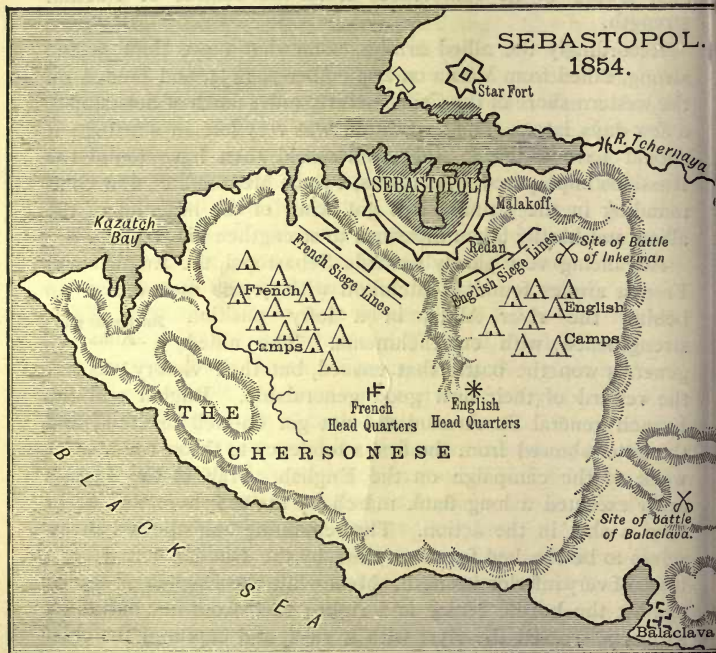 SEBASTOPOL.
1854.
Star Fort
R. Tchernaya
SEBASTOPOL
Malakoff
Kazatch
Bay
Redan
Site of Battle
of Inkerman
French Siege Lines
English Siege Lines
French
Camps
English
Camps
French
Head Quarters
English
Head Quarters
THE
CHERSONESE
Site of battle
of Balaclava.
BLACK SEA
Balaclava